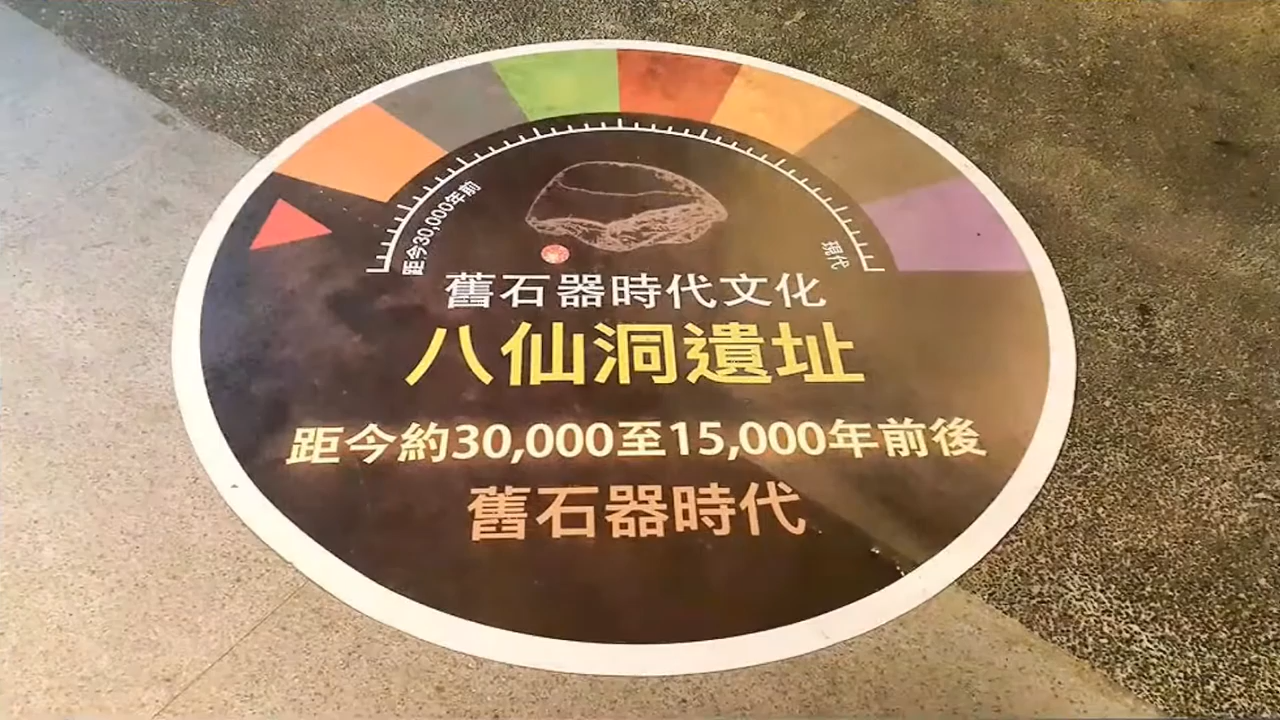 距今30,000年前
現代
舊石器時代文化
八仙洞遺址
距今約30,000至15,000年前後
舊石器時代